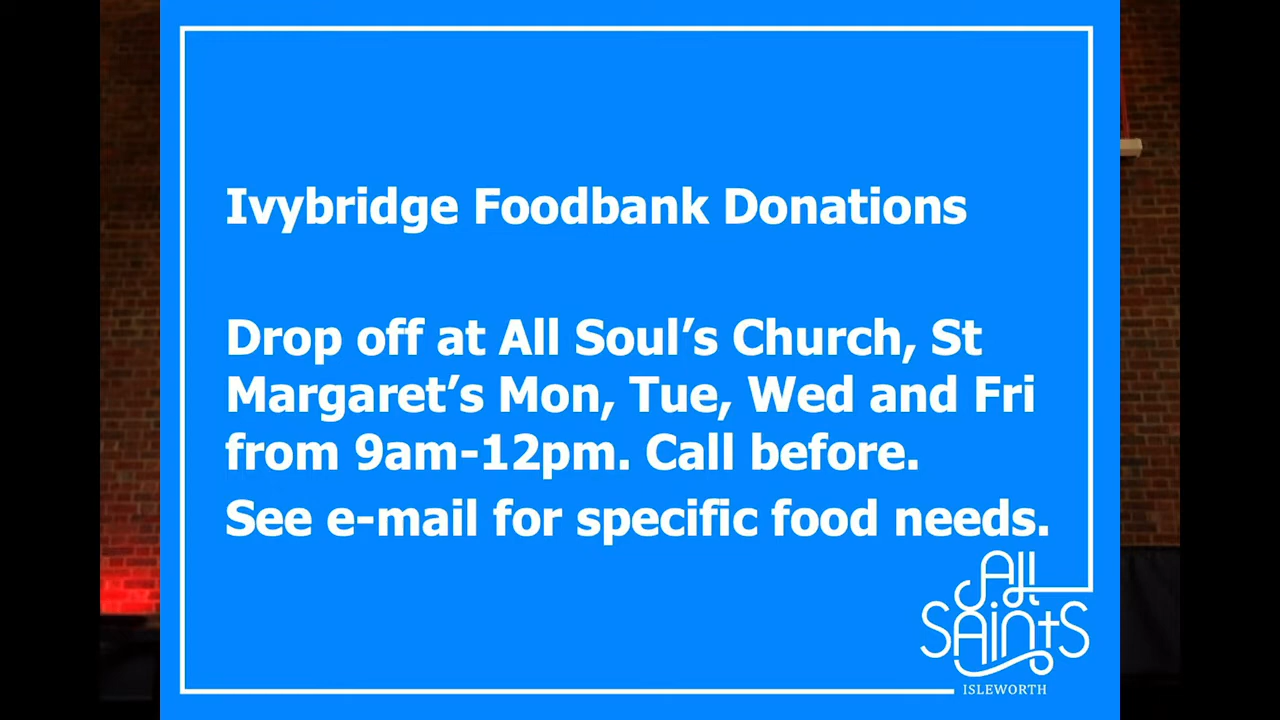 Ivybridge Foodbank Donations
Drop off at All Soul’s Church, St
Margaret’s Mon, Tue, Wed and Fri
from 9am-12pm. Call before.
See e-mail for specific food needs.
All
SAintS
ISLEWORTH